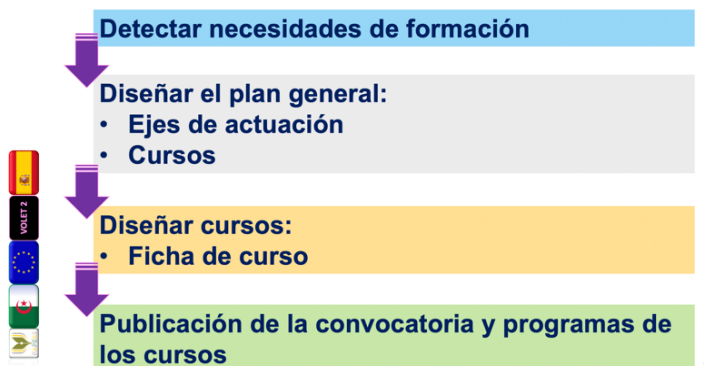 Detectar necesidades de formación
Diseñar el plan general:
• Ejes de actuación
• Cursos
Diseñar cursos:
• Ficha de curso
Publicación de la convocatoria y programas de
los cursos
VOLET 2